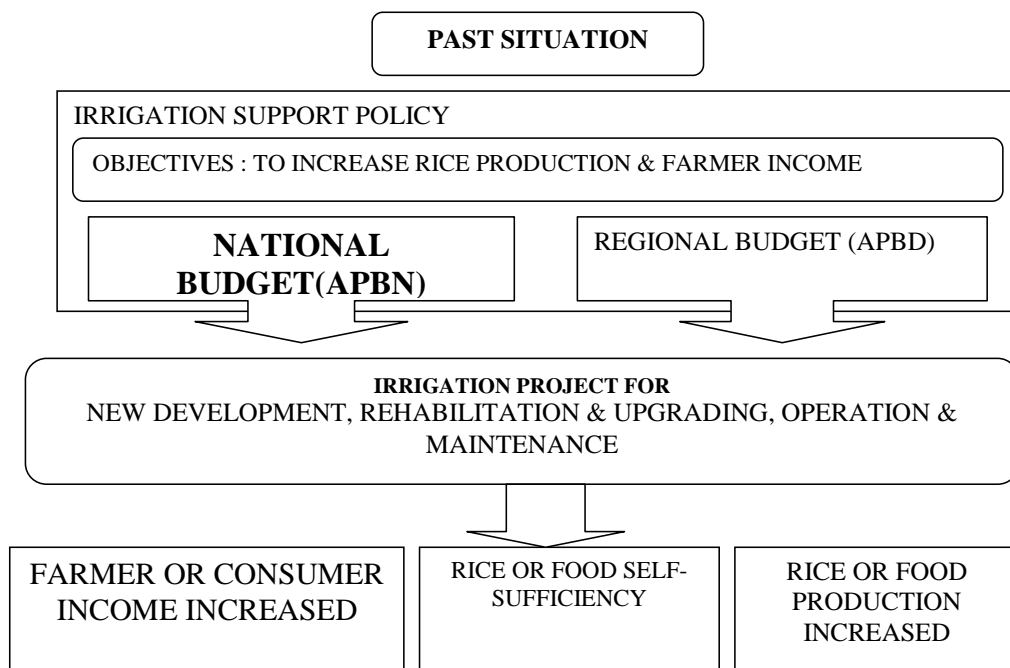 PAST SITUATION
IRRIGATION SUPPORT POLICY
OBJECTIVES : TO INCREASE RICE PRODUCTION & FARMER INCOME
NATIONAL
BUDGET(APBN)
REGIONAL BUDGET (APBD)
IRRIGATION PROJECT FOR
NEW DEVELOPMENT, REHABILITATION & UPGRADING, OPERATION &
MAINTENANCE
FARMER OR CONSUMER
INCOME INCREASED
RICE OR FOOD SELF-
SUFFICIENCY
RICE OR FOOD
PRODUCTION
INCREASED